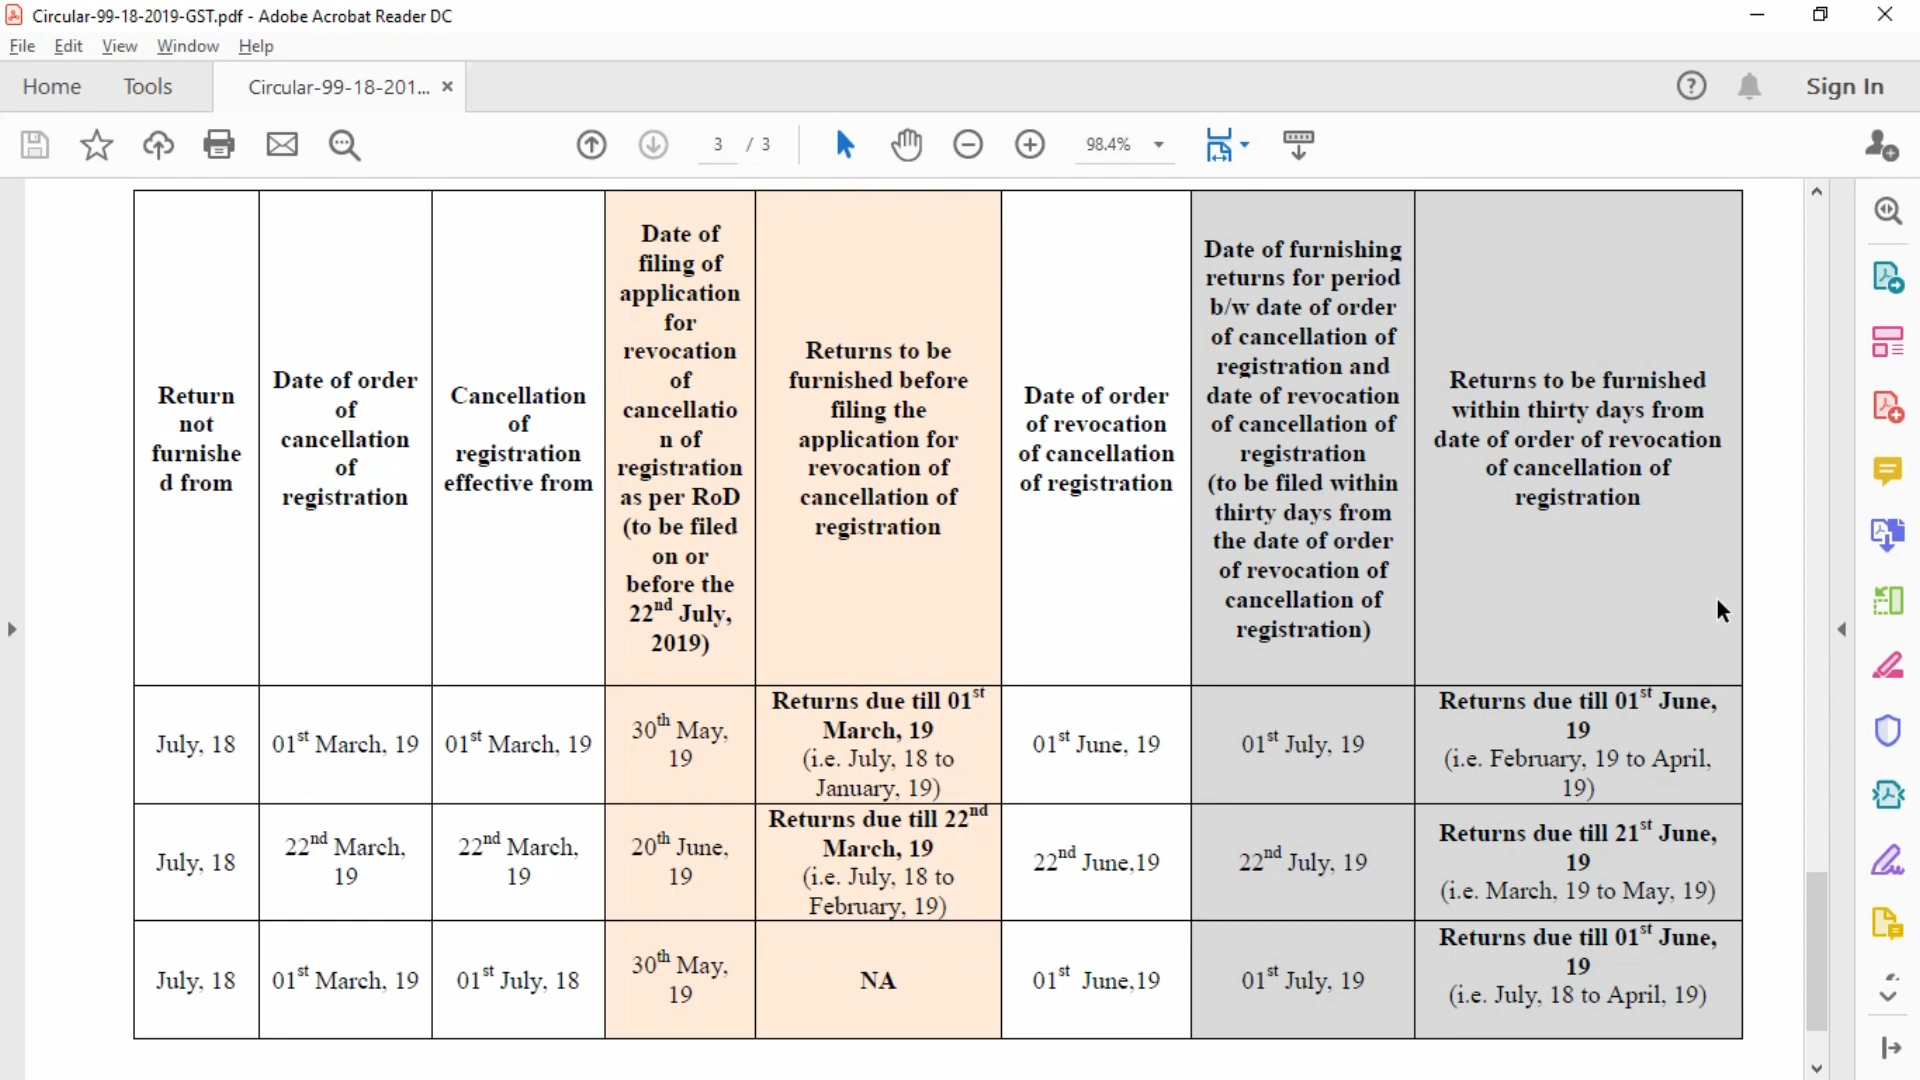 Circular-99-18-2019-GST.pdf - Adobe Acrobat Reader DC
File Edit View Window Help
Home Tools Circular-99-18-201... × Sign In
3 / 3 98.4%
Return
not
furnishe
d from
Date of order
of
cancellation
of
registration
Cancellation
of
registration
effective from
Date of
filing of
application
for
revocation
of
cancellatio
n of
registration
as per RoD
(to be filed
on or
before the
22nd July,
2019)
Returns to be
furnished before
filing the
application for
revocation of
cancellation of
registration
Date of order
of revocation
of cancellation
of registration
Date of furnishing
returns for period
b/w date of order
of cancellation of
registration and
date of revocation
of cancellation of
registration
(to be filed within
thirty days from
the date of order
of revocation of
cancellation of
registration)
Returns to be furnished
within thirty days from
date of order of revocation
of cancellation of
registration
July, 18
01st March, 19
01st March, 19
30th May,
19
Returns due till 01st
March, 19
(i.e. July, 18 to
January, 19)
01st June, 19
01st July, 19
Returns due till 01st June,
19
(i.e. February, 19 to April,
19)
July, 18
22nd March,
19
22nd March,
19
20th June,
19
Returns due till 22nd
March, 19
(i.e. July, 18 to
February, 19)
22nd June,19
22nd July, 19
Returns due till 21st June,
19
(i.e. March, 19 to May, 19)
July, 18
01st March, 19
01st July, 18
30th May,
19
NA
01st June,19
01st July, 19
Returns due till 01st June,
19
(i.e. July, 18 to April, 19)